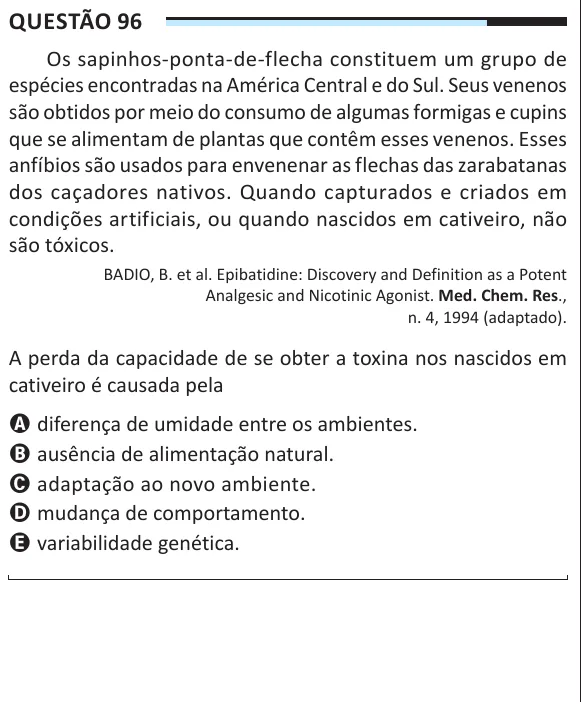 QUESTÃO 96
Os sapinhos-ponta-de-flecha constituem um grupo de
espécies encontradas na América Central e do Sul. Seus venenos
são obtidos por meio do consumo de algumas formigas e cupins
que se alimentam de plantas que contêm esses venenos. Esses
anfíbios são usados para envenenar as flechas das zarabatanas
dos caçadores nativos. Quando capturados e criados em
condições artificiais, ou quando nascidos em cativeiro, não
são tóxicos.
BADIO, B. et al. Epibatidine: Discovery and Definition as a Potent
Analgesic and Nicotinic Agonist. Med. Chem. Res.,
n. 4, 1994 (adaptado).
A perda da capacidade de se obter a toxina nos nascidos em
cativeiro é causada pela
A diferença de umidade entre os ambientes.
B ausência de alimentação natural.
C adaptação ao novo ambiente.
D mudança de comportamento.
E variabilidade genética.